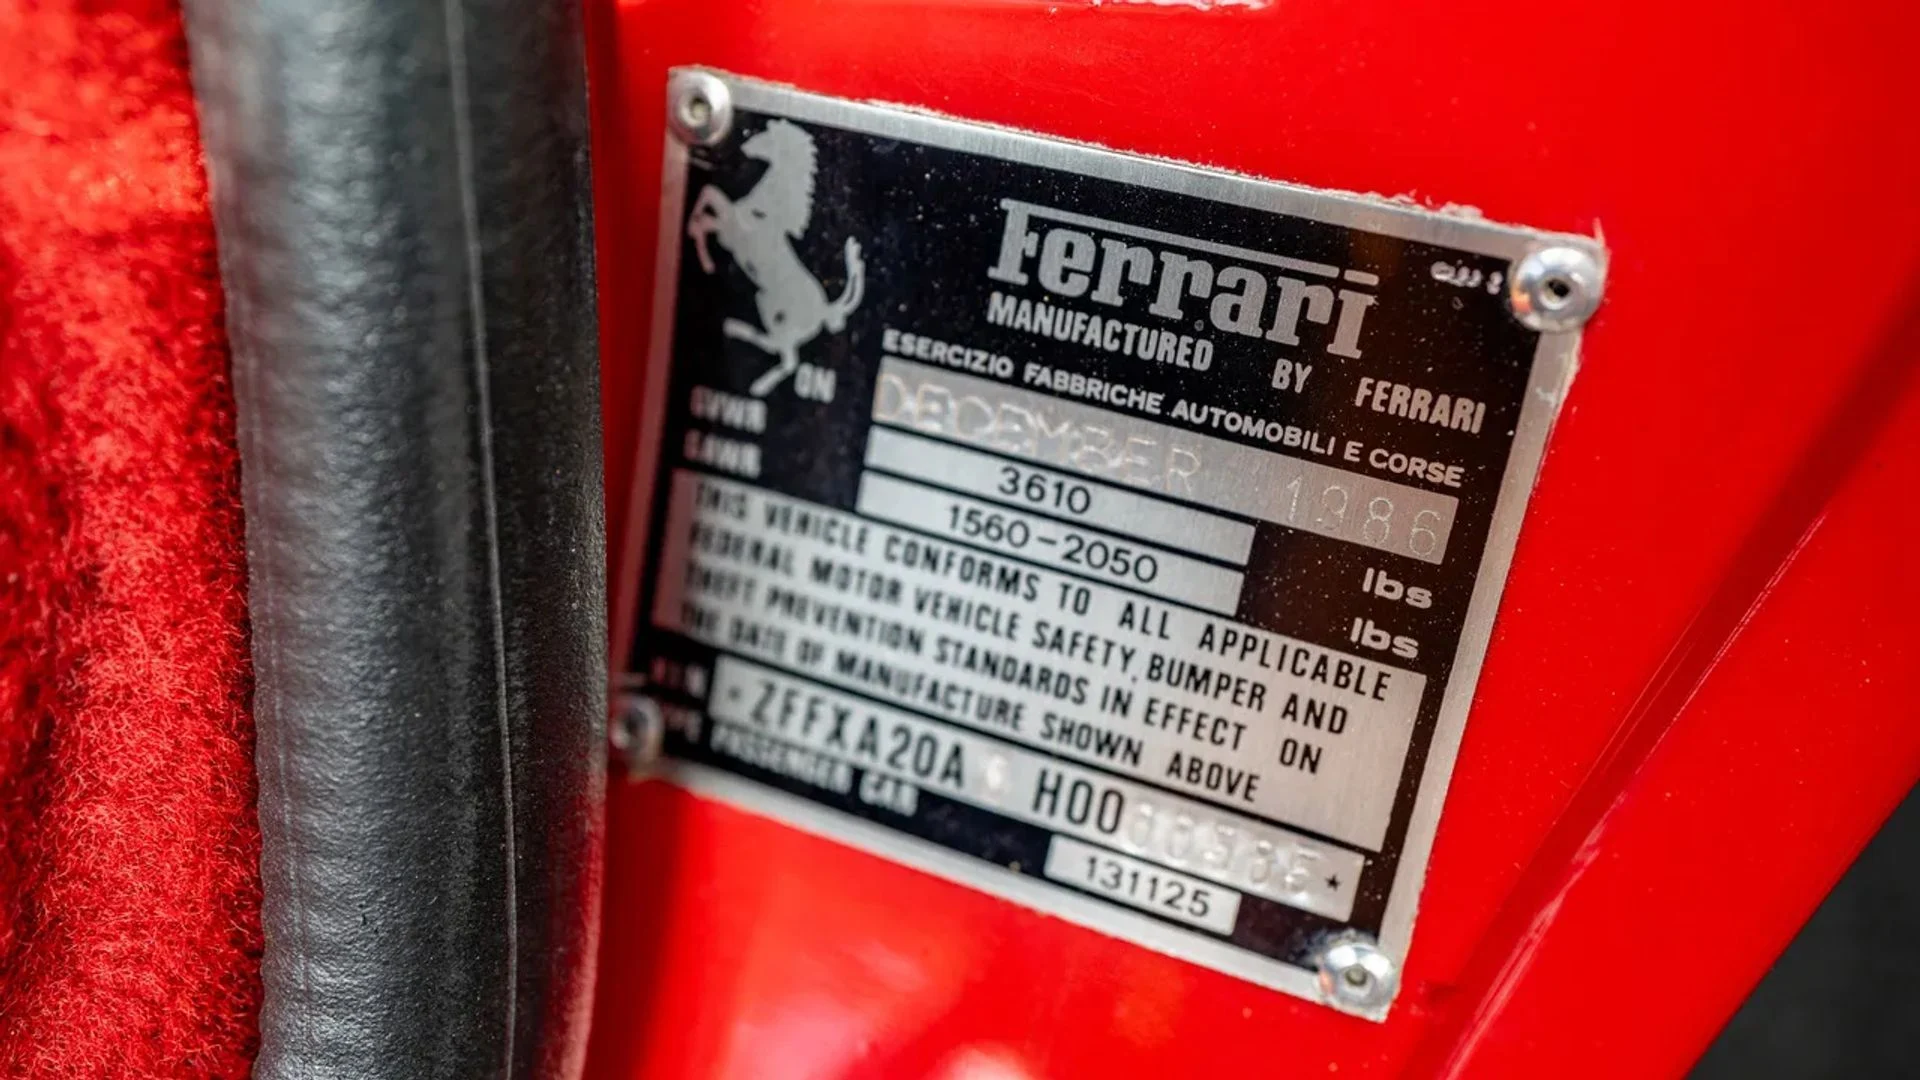 Ferrari
MANUFACTURED BY FERRARI
ESERCIZIO FABBRICHE AUTOMOBILI E CORSE
ON DECEMBER 1986
GVWR 3610 lbs
GAWR 1560-2050 lbs
THIS VEHICLE CONFORMS TO ALL APPLICABLE
FEDERAL MOTOR VEHICLE SAFETY, BUMPER AND
THEFT PREVENTION STANDARDS IN EFFECT ON
THE DATE OF MANUFACTURE SHOWN ABOVE
ZFFXA20A H00
PASSENGER CAR 131125